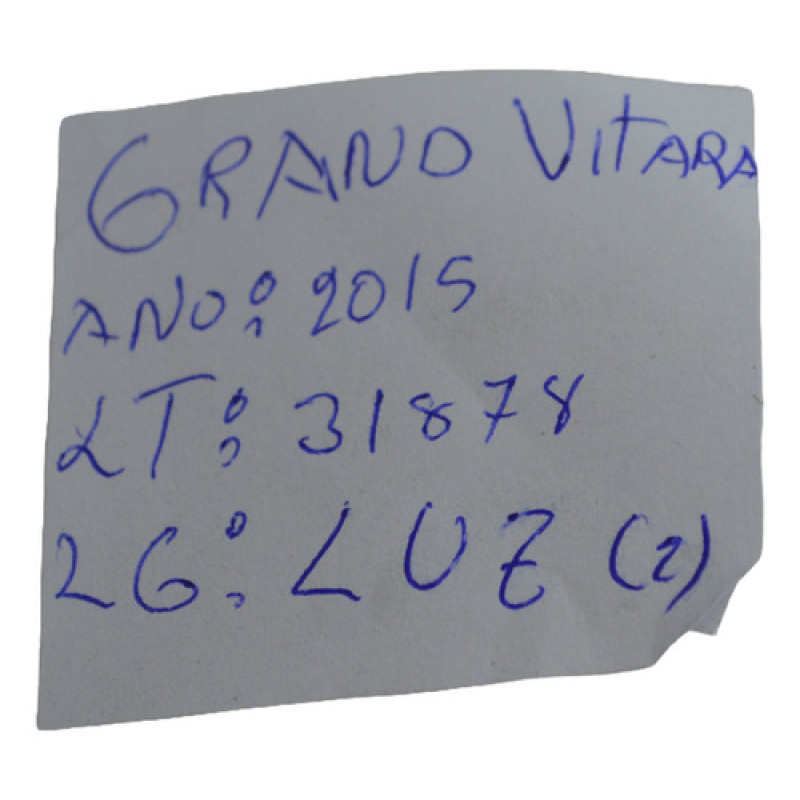 GRAND VITARA
ANO: 2015
LT: 31878
LG: LUZ (2)